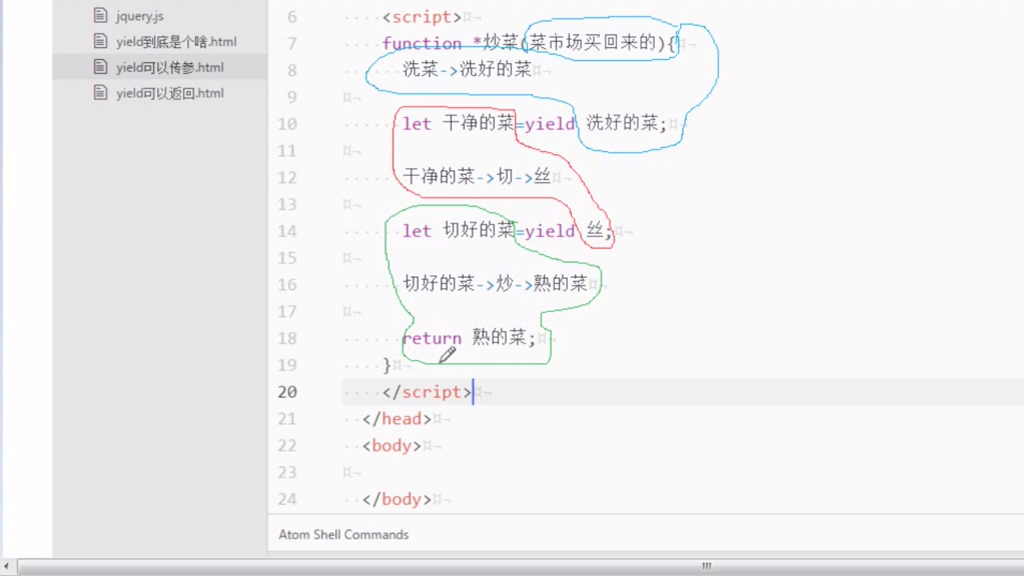 jquery.js
yield到底是个啥.html
yield可以传参.html
yield可以返回.html
6 <script>
7 function *炒菜(菜市场买回来的){
8 洗菜->洗好的菜
9
10 let 干净的菜=yield 洗好的菜;
11
12 干净的菜->切->丝
13
14 let 切好的菜=yield 丝;
15
16 切好的菜->炒->熟的菜
17
18 return 熟的菜;
19 }
20 </script>
21 </head>
22 <body>
23
24 </body>
Atom Shell Commands